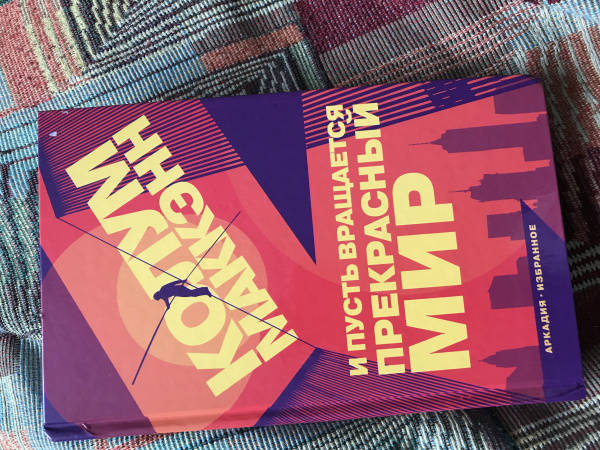 КОЛУМ
МАККЭНН
И ПУСТЬ ВРАЩАЕТСЯ
ПРЕКРАСНЫЙ
МИР
АРКАДИЯ · ИЗБРАННОЕ